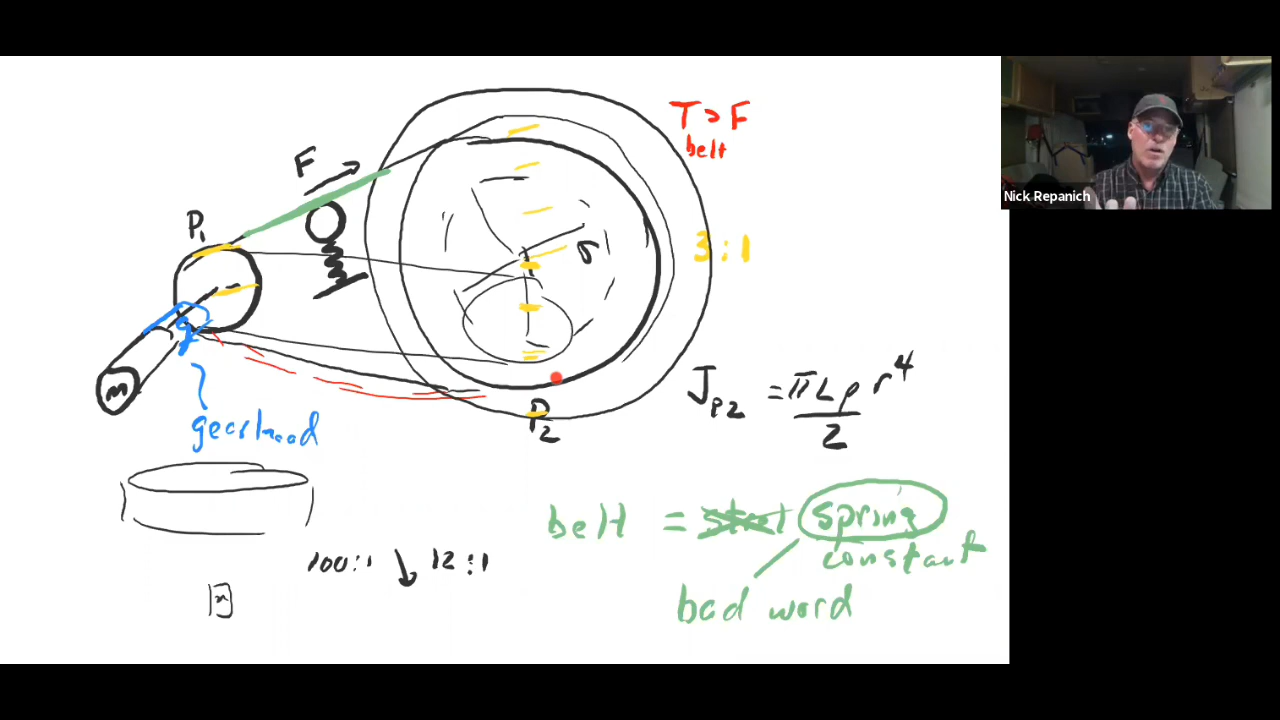 T > F
belt
Nick Repanich
F
P1
3:1
m
g
gearhead
P2
J P2 = πLρ r⁴
2
belt = spring
constant
bad word
100:1 ↓ 12:1